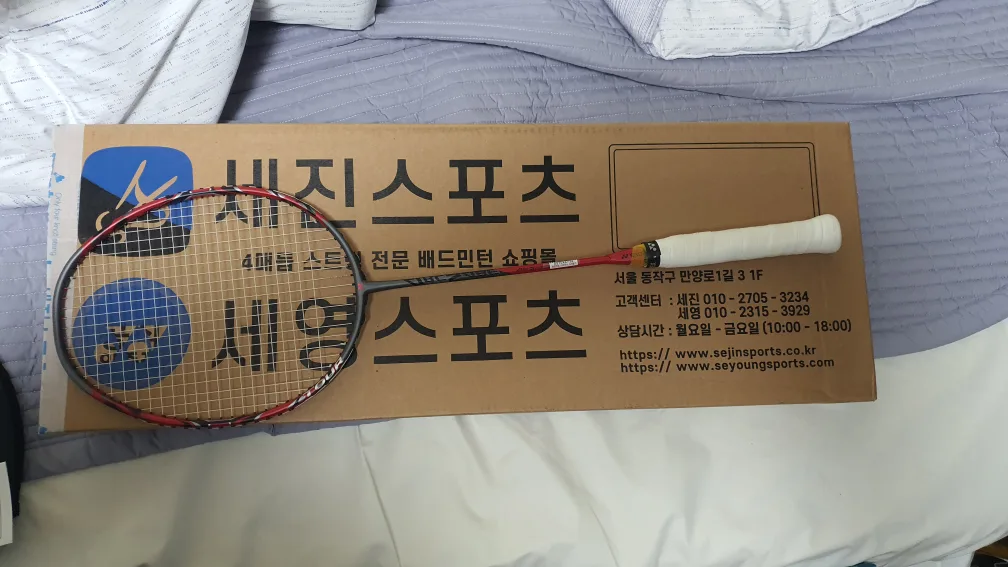 세진스포츠
4매듭 스트링 전문 배드민턴 쇼핑몰
세영스포츠
서울 동작구 만양로1길 3 1F
고객센터 : 세진 010 - 2705 - 3234
세영 010 - 2315 - 3929
상담시간 : 월요일 - 금요일 (10:00 - 18:00)
https:// www.sejinsports.co.kr
https:// www.seyoungsports.com